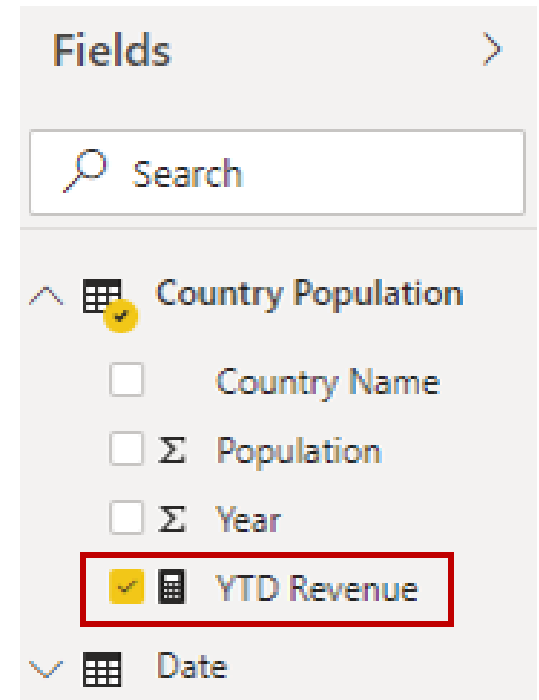 Fields
Search
Country Population
Country Name
Σ Population
Σ Year
YTD Revenue
Date